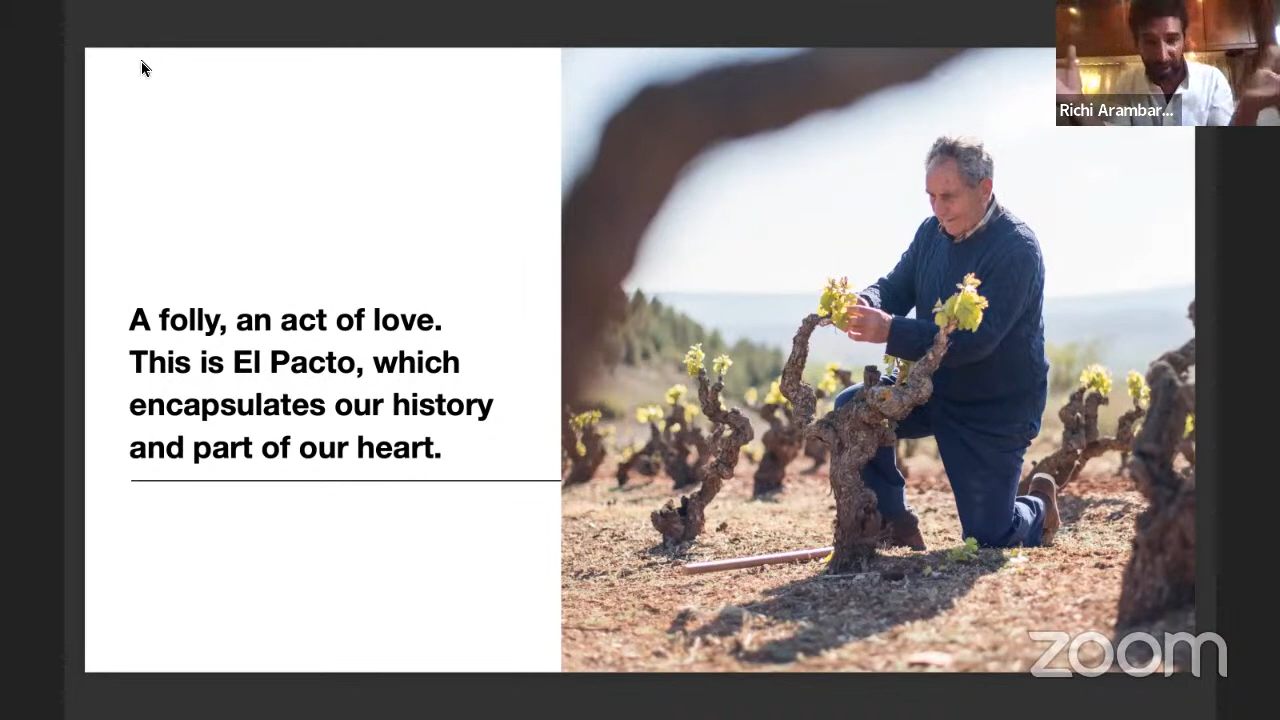 Richi Arambar...
A folly, an act of love.
This is El Pacto, which
encapsulates our history
and part of our heart.
zoom